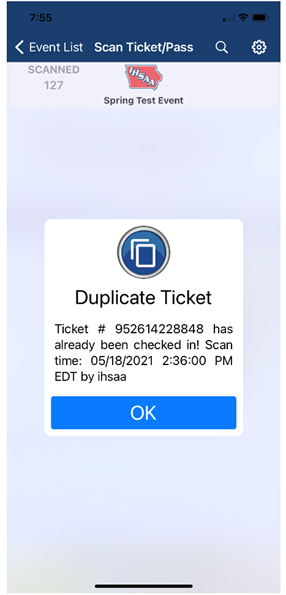 7:55
Event List Scan Ticket/Pass
SCANNED
127
IHSAA
Spring Test Event
Duplicate Ticket
Ticket # 952614228848 has
already been checked in! Scan
time: 05/18/2021 2:36:00 PM
EDT by ihsaa
OK